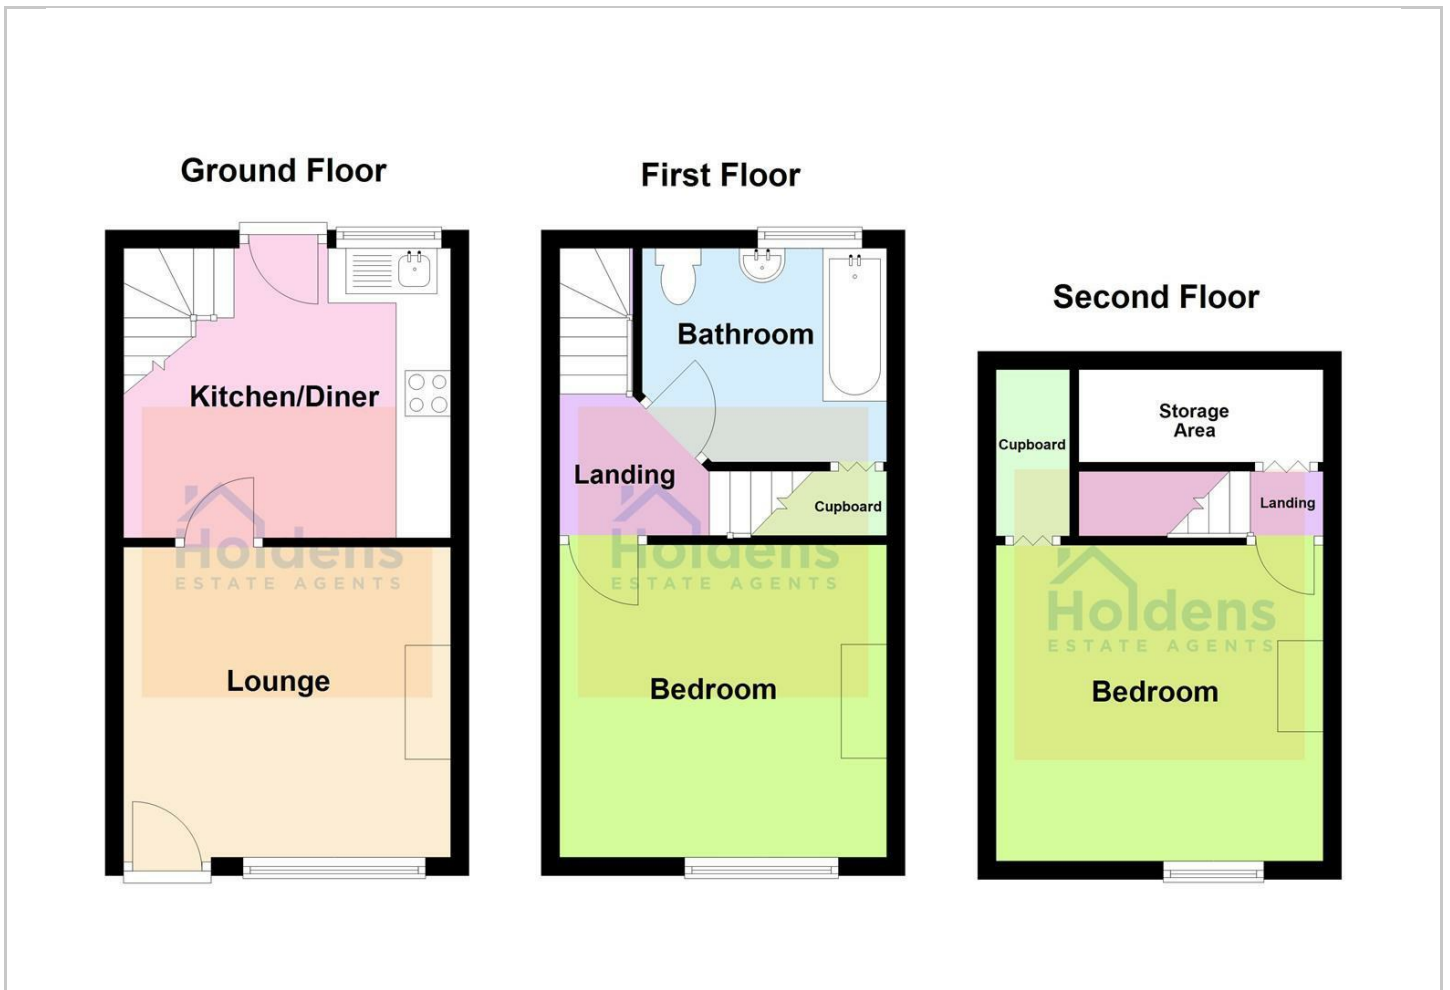 Ground Floor
Kitchen/Diner
Holdens
ESTATE AGENTS
Lounge
First Floor
Bathroom
Landing
Cupboard
Holdens
ESTATE AGENTS
Bedroom
Second Floor
Storage
Area
Cupboard
Landing
Holdens
ESTATE AGENTS
Bedroom